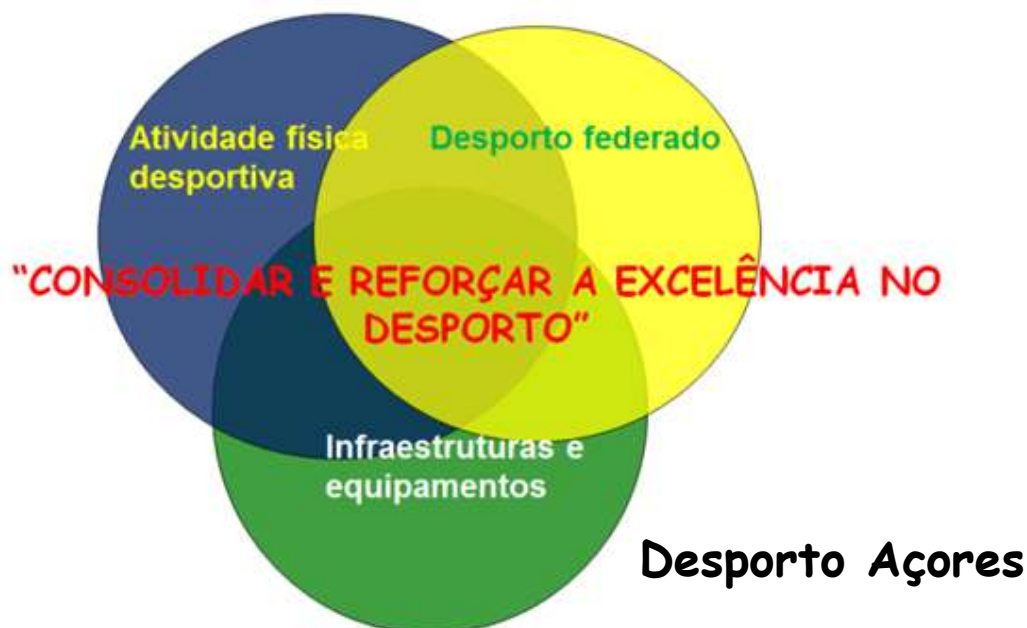 Atividade física
desportiva
Desporto federado
"CONSOLIDAR E REFORÇAR A EXCELÊNCIA NO
DESPORTO"
Infraestruturas e
equipamentos
Desporto Açores